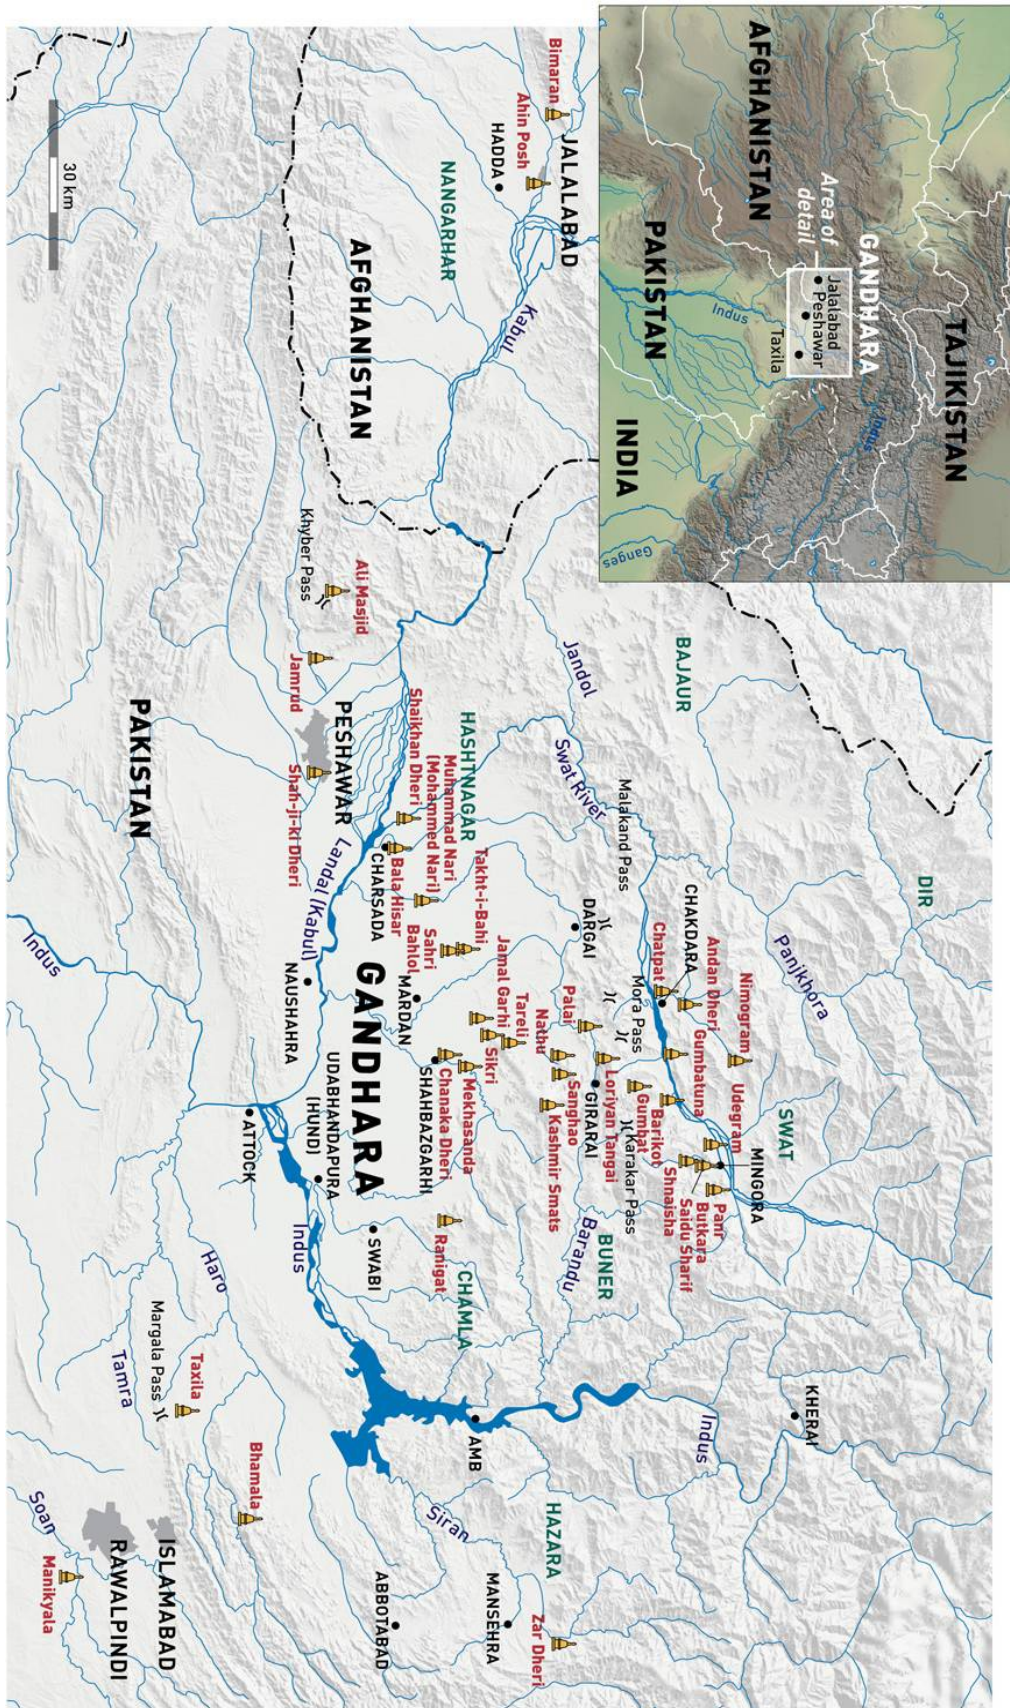 AFGHANISTAN
TAJIKISTAN
GANDHARA
Area of
detail
Jalalabad
Peshawar
Taxila
Indus
Indus
PAKISTAN
INDIA
Ganges
BAJAUR
DIR
Panjkhora
Jandol
Swat River
Malakand Pass
CHAKDARA
Chatpat
Andan Dheri
Nimogram
Gumbatuna
Udegram
SWAT
MINGORA
Panr
Butkara
Saidu Sharif
Shnaisha
Barikot
Gumbat
Karakar Pass
Loriyan Tangai
Mora Pass
DARGAI
Palai
GIRARAI
Nathu
Sanghao
Kashmir Smats
Tareli
Jamal Garhi
Sikri
Takht-i-Bahi
Sahri
Bahlol
MARDAN
Mekhasanda
Chanaka Dheri
SHAHBAZGARHI
BUNER
Barandu
KHERAI
Indus
Bimaran
JALALABAD
Ahin Posh
HADDA
NANGARHAR
Kabul
AFGHANISTAN
Khyber Pass
Ali Masjid
Jamrud
PESHAWAR
Shah-ji-ki Dheri
HASHTNAGAR
Muhammad Nari
(Mohammed Nari)
Shaikhan Dheri
Bala Hisar
CHARSADA
Landai (Kabul)
NAUSHAHRA
GANDHARA
UDABHANDAPURA
(HUND)
ATTOCK
Indus
Indus
SWABI
Ranigat
CHAMLA
AMB
HAZARA
Siran
MANSEHRA
Zar Dheri
ABBOTABAD
PAKISTAN
Haro
Taxila
Margala Pass
Tamra
Bhamala
ISLAMABAD
RAWALPINDI
Soan
Manikyala
30 km